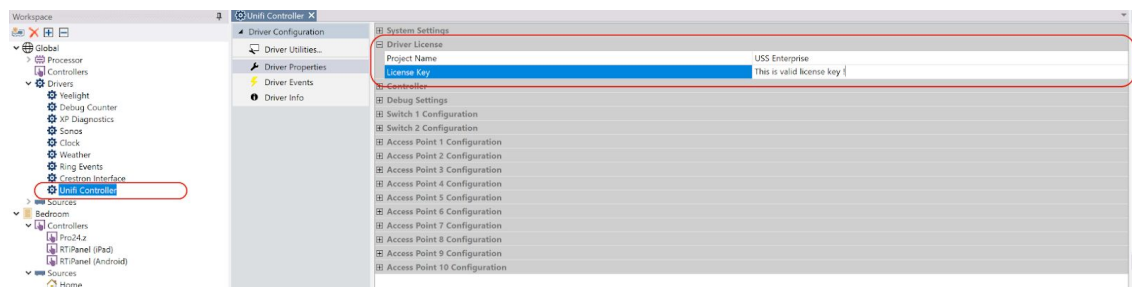 Workspace
Global
Processor
Controllers
Drivers
Yeelight
Debug Counter
XP Diagnostics
Sonos
Clock
Weather
Ring Events
Crestron Interface
Unifi Controller
Sources
Bedroom
Controllers
Pro24.z
RTiPanel (iPad)
RTiPanel (Android)
Sources
Home
Unifi Controller
Driver Configuration
Driver Utilities...
Driver Properties
Driver Events
Driver Info
System Settings
Driver License
Project Name USS Enterprise
License Key This is valid license key !
Controller
Debug Settings
Switch 1 Configuration
Switch 2 Configuration
Access Point 1 Configuration
Access Point 2 Configuration
Access Point 3 Configuration
Access Point 4 Configuration
Access Point 5 Configuration
Access Point 6 Configuration
Access Point 7 Configuration
Access Point 8 Configuration
Access Point 9 Configuration
Access Point 10 Configuration